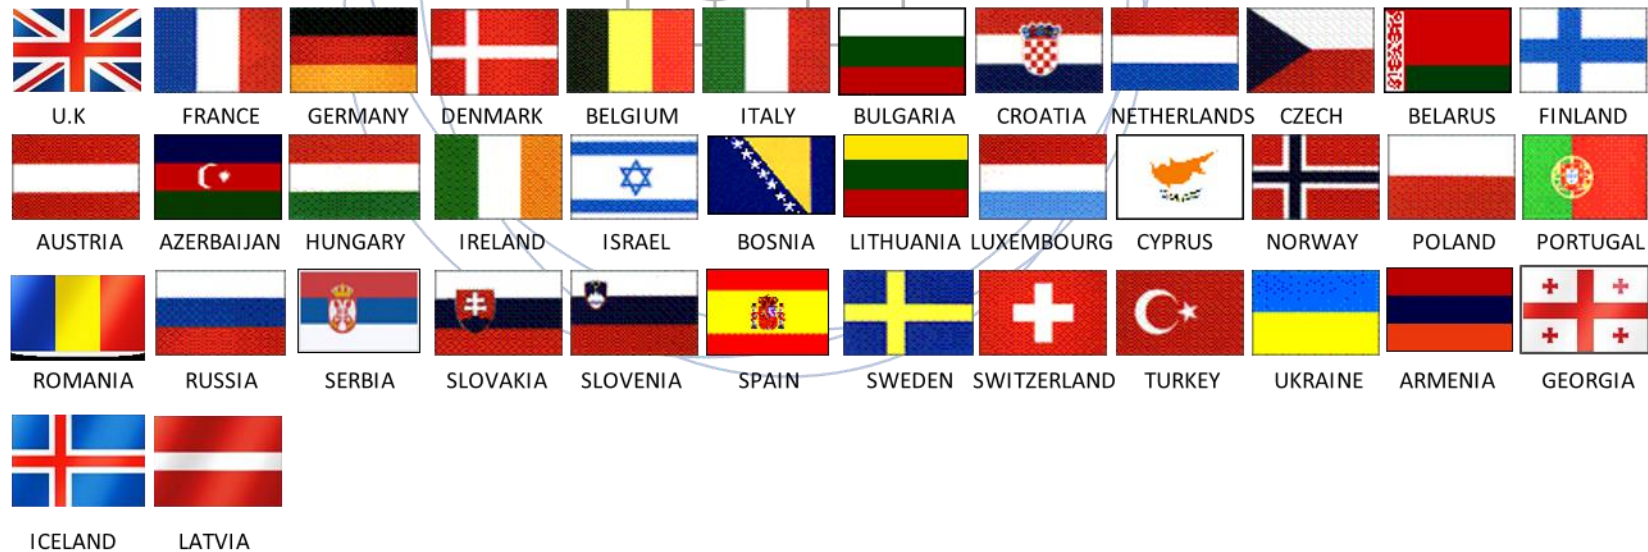 U.K FRANCE GERMANY DENMARK BELGIUM ITALY BULGARIA CROATIA NETHERLANDS CZECH BELARUS FINLAND
AUSTRIA AZERBAIJAN HUNGARY IRELAND ISRAEL BOSNIA LITHUANIA LUXEMBOURG CYPRUS NORWAY POLAND PORTUGAL
ROMANIA RUSSIA SERBIA SLOVAKIA SLOVENIA SPAIN SWEDEN SWITZERLAND TURKEY UKRAINE ARMENIA GEORGIA
ICELAND LATVIA